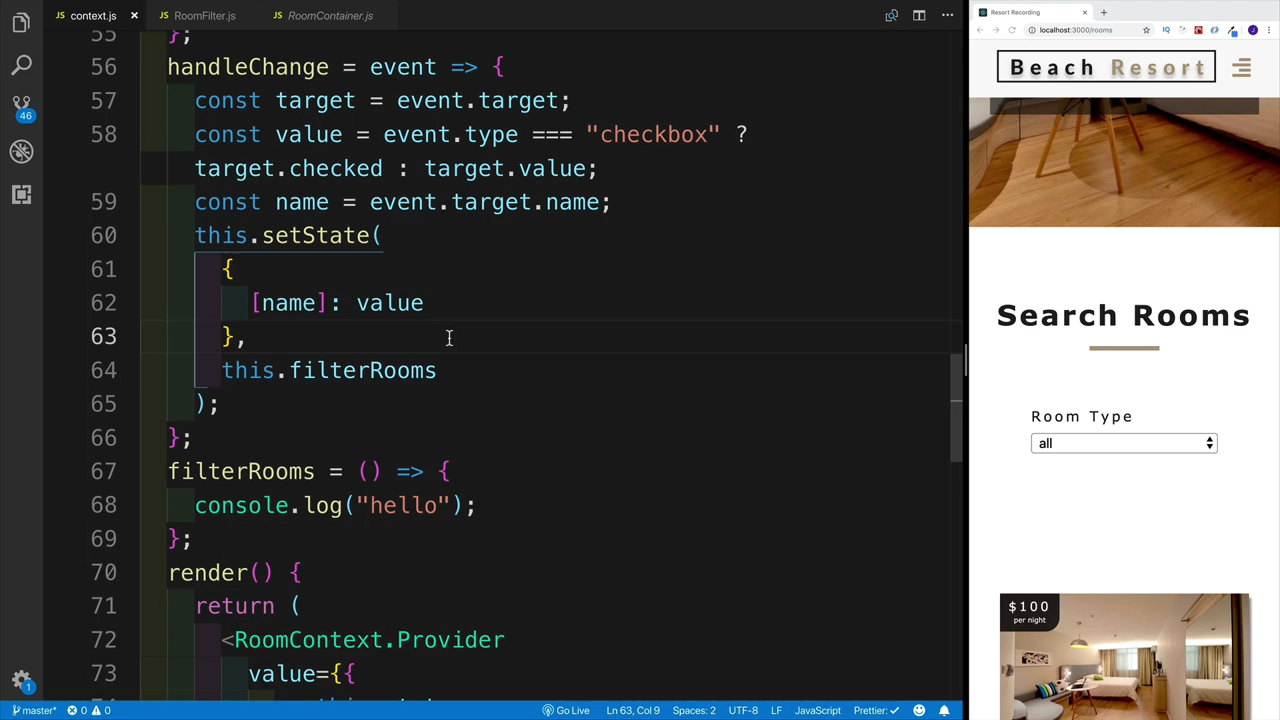 context.js
RoomFilter.js
RoomContainer.js
55 };
56 handleChange = event => {
57 const target = event.target;
58 const value = event.type === "checkbox" ?
target.checked : target.value;
59 const name = event.target.name;
60 this.setState(
61 {
62 [name]: value
63 },
64 this.filterRooms
65 );
66 };
67 filterRooms = () => {
68 console.log("hello");
69 };
70 render() {
71 return (
72 <RoomContext.Provider
73 value={{
46
1
master*
0
0
Go Live
Ln 63, Col 9
Spaces: 2
UTF-8
LF
JavaScript
Prettier: ✓
Resort Recording
localhost:3000/rooms
Beach Resort
Search Rooms
Room Type
all
$100
per night